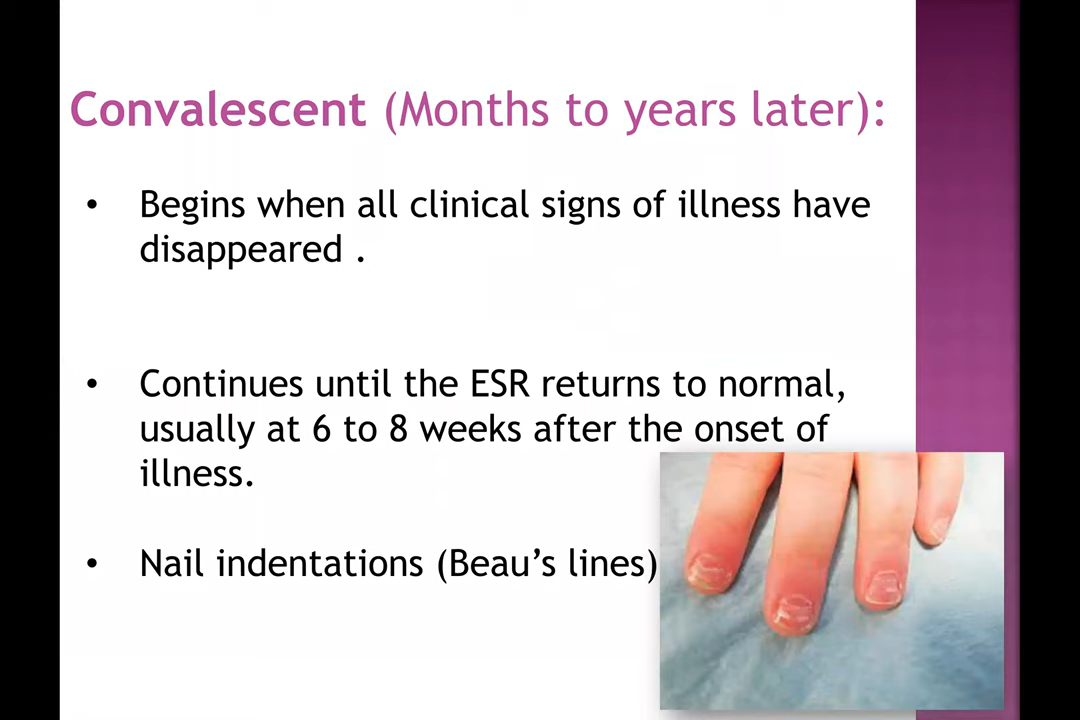 Convalescent (Months to years later):
• Begins when all clinical signs of illness have
disappeared .
• Continues until the ESR returns to normal,
usually at 6 to 8 weeks after the onset of
illness.
• Nail indentations (Beau’s lines)